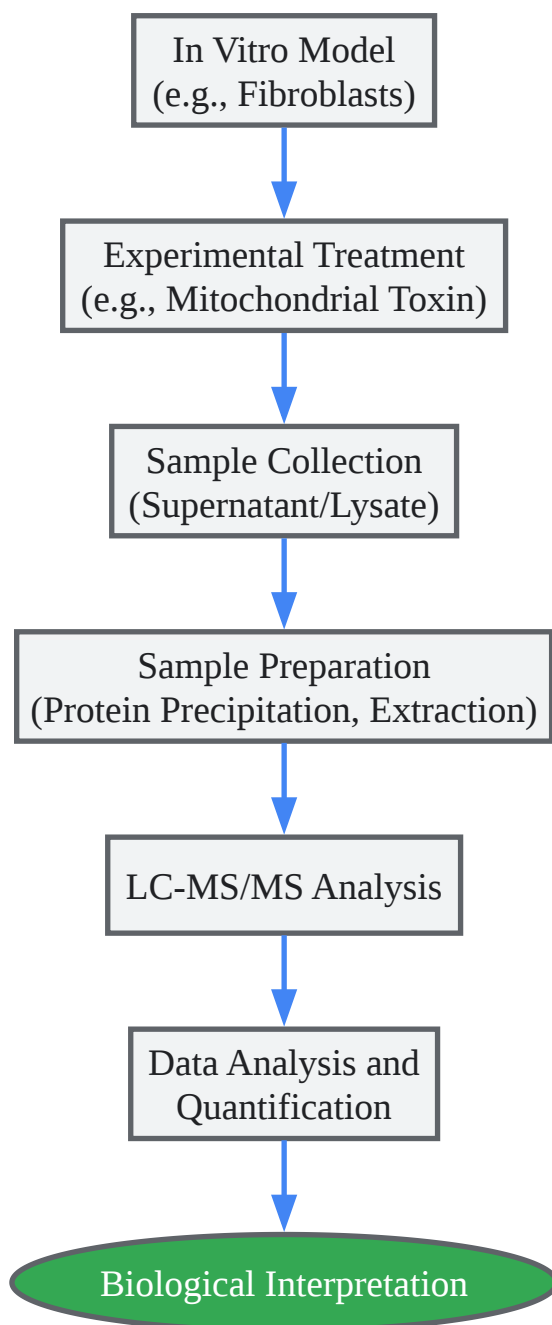 In Vitro Model
(e.g., Fibroblasts)
Experimental Treatment
(e.g., Mitochondrial Toxin)
Sample Collection
(Supernatant/Lysate)
Sample Preparation
(Protein Precipitation, Extraction)
LC-MS/MS Analysis
Data Analysis and
Quantification
Biological Interpretation